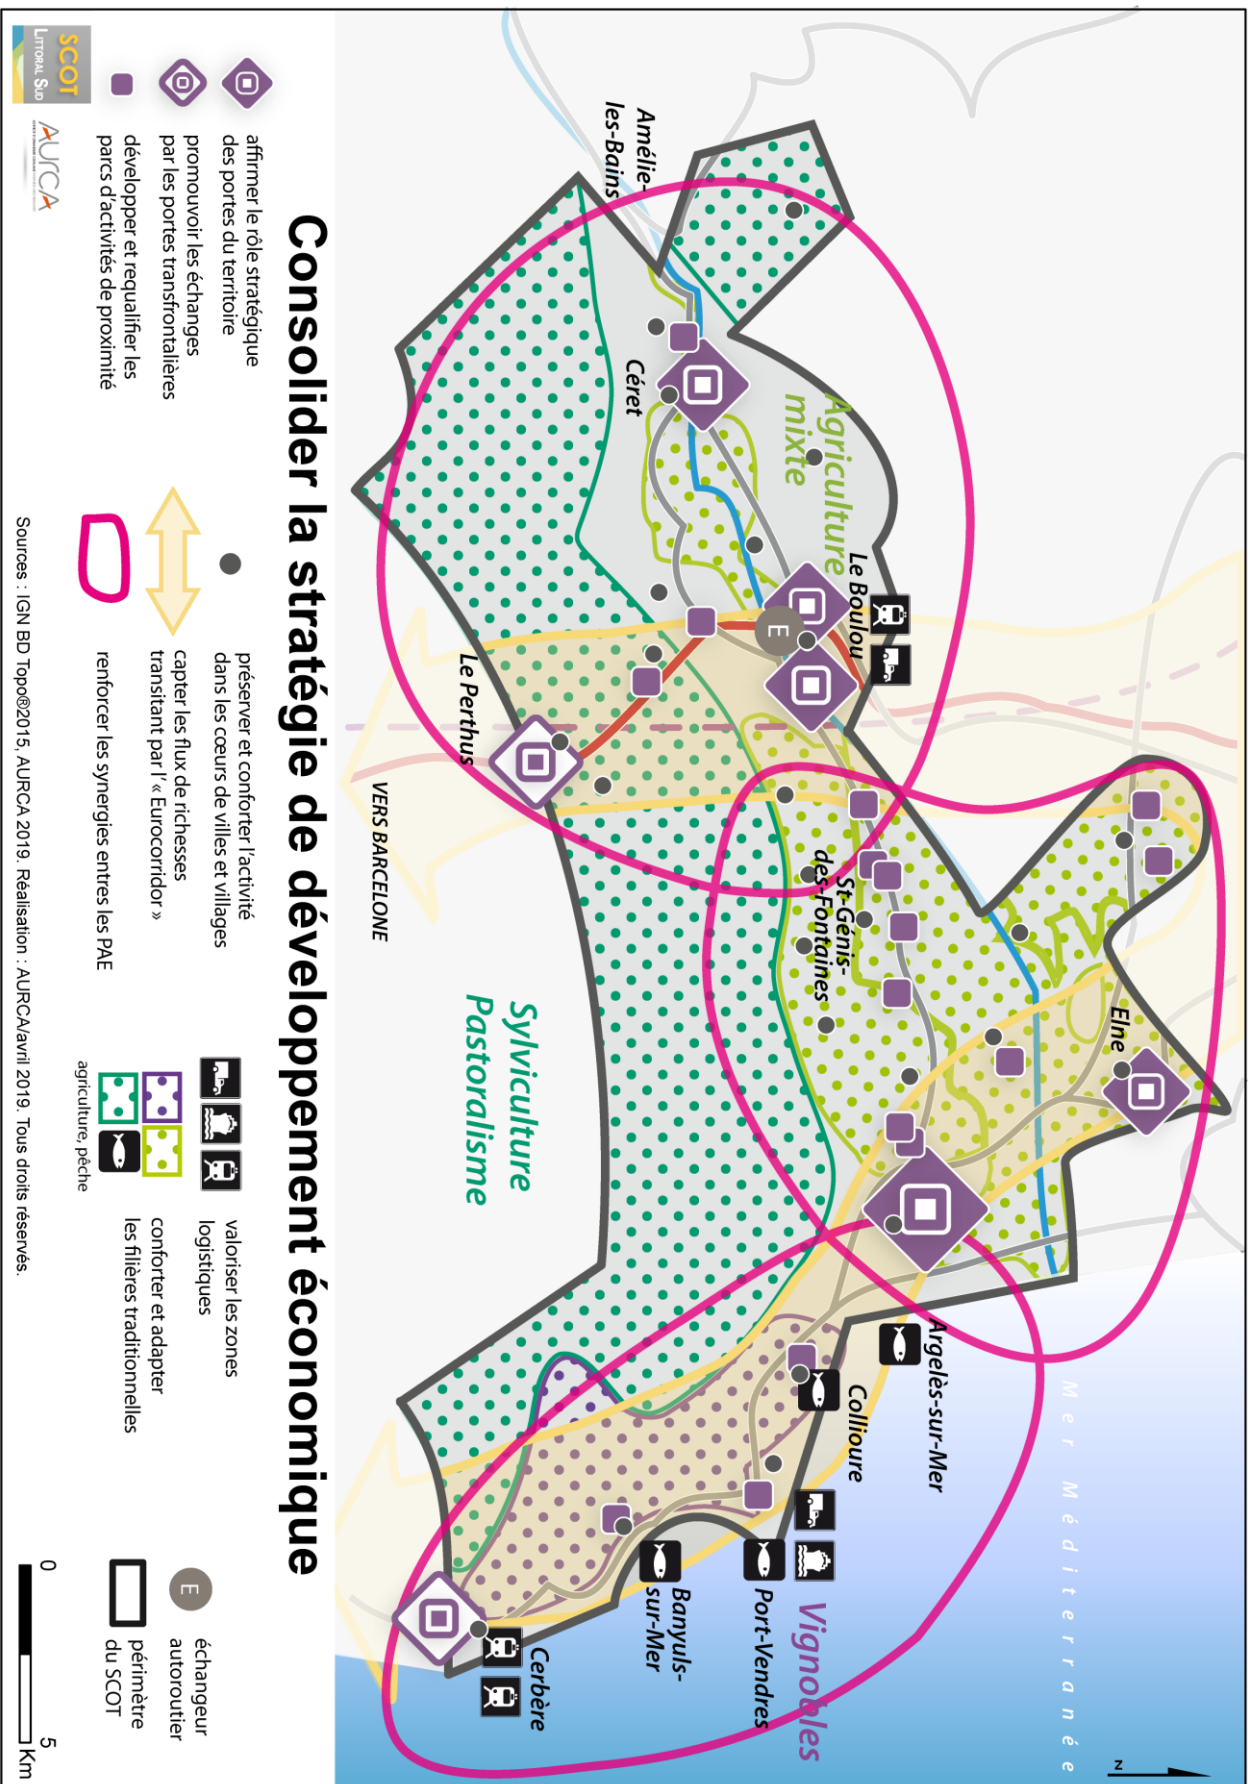 Mer Méditerranée
N
Amélie-
les-Bains
Céret
Agriculture
mixte
Le Boulou
E
Le Perthus
VERS BARCELONE
St-Génis-
des-Fontaines
Elne
Sylviculture
Pastoralisme
Argelès-sur-Mer
Collioure
Vignobles
Port-Vendres
Banyuls-
sur-Mer
Cerbère
Consolider la stratégie de développement économique
affirmer le rôle stratégique
des portes du territoire
promouvoir les échanges
par les portes transfrontalières
développer et requalifier les
parcs d'activités de proximité
préserver et conforter l'activité
dans les cœurs de villes et villages
capter les flux de richesses
transitant par l'« Eurocorridor »
renforcer les synergies entres les PAE
valoriser les zones
logistiques
conforter et adapter
les filières traditionnelles
agriculture, pêche
E
échangeur
autoroutier
périmètre
du SCOT
SCOT
LITTORAL SUD
AURCA
Sources : IGN BD Topo®2015, AURCA 2019. Réalisation : AURCA/avril 2019. Tous droits réservés.
0
5
Km